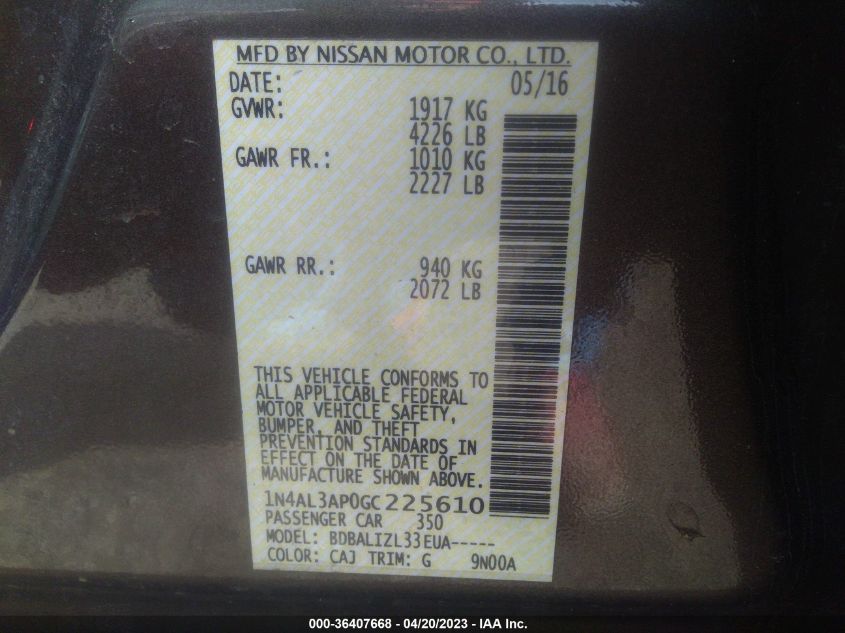 MFD BY NISSAN MOTOR CO., LTD.
DATE: 05/16
GVWR: 1917 KG
4226 LB
GAWR FR.: 1010 KG
2227 LB
GAWR RR.: 940 KG
2072 LB
THIS VEHICLE CONFORMS TO
ALL APPLICABLE FEDERAL
MOTOR VEHICLE SAFETY,
BUMPER, AND THEFT
PREVENTION STANDARDS IN
EFFECT ON THE DATE OF
MANUFACTURE SHOWN ABOVE.
1N4AL3AP0GC225610
PASSENGER CAR 350
MODEL: BDBALIZL33EUA-----
COLOR: CAJ TRIM: G 9N00A
000-36407668 - 04/20/2023 - IAA Inc.